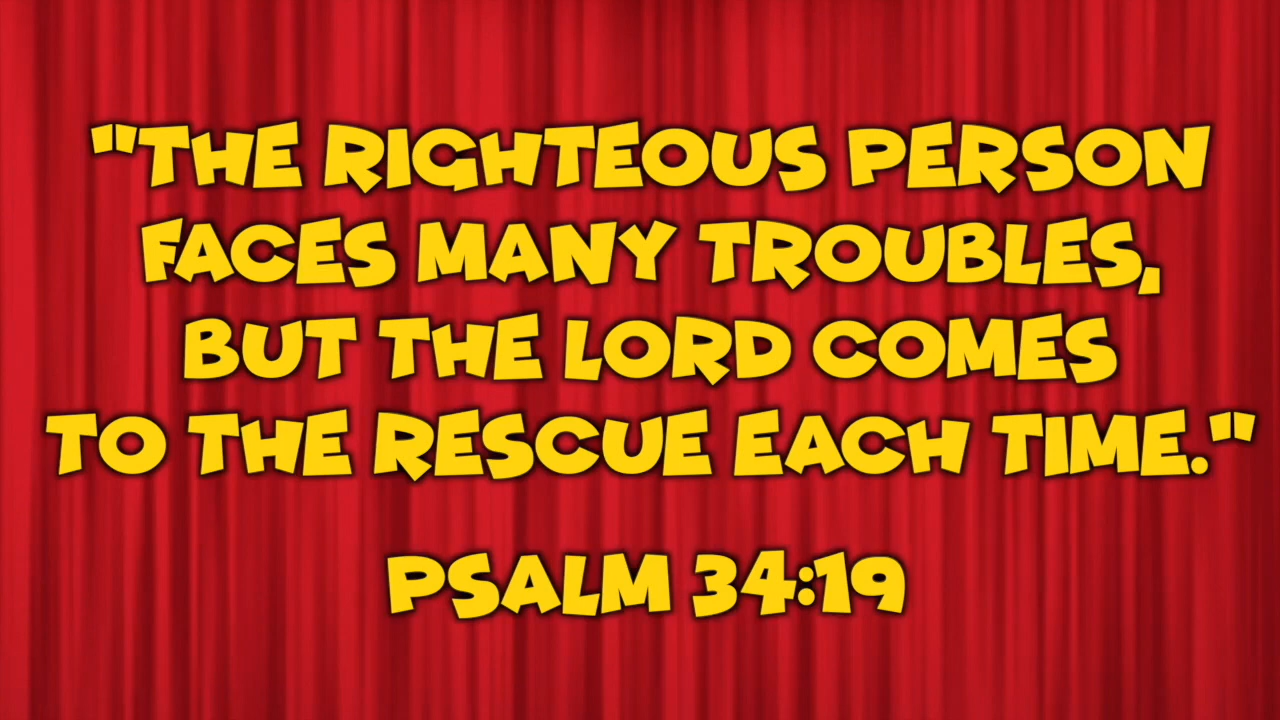 "THE RIGHTEOUS PERSON
FACES MANY TROUBLES,
BUT THE LORD COMES
TO THE RESCUE EACH TIME."
PSALM 34:19